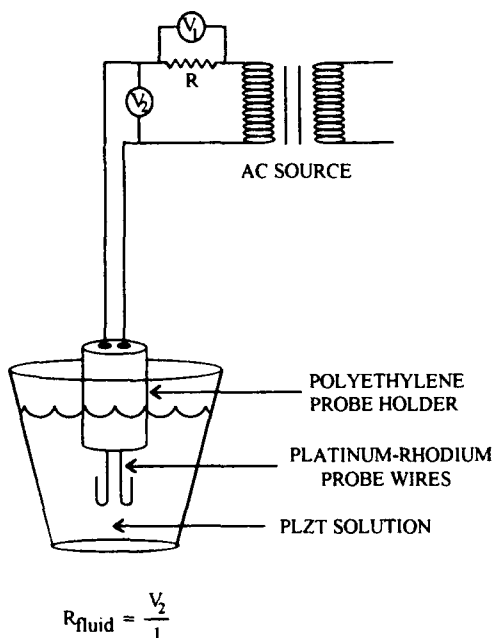 V1
V2
R
AC SOURCE
POLYETHYLENE
PROBE HOLDER
PLATINUM-RHODIUM
PROBE WIRES
PLZT SOLUTION
Rfluid = V2 / I